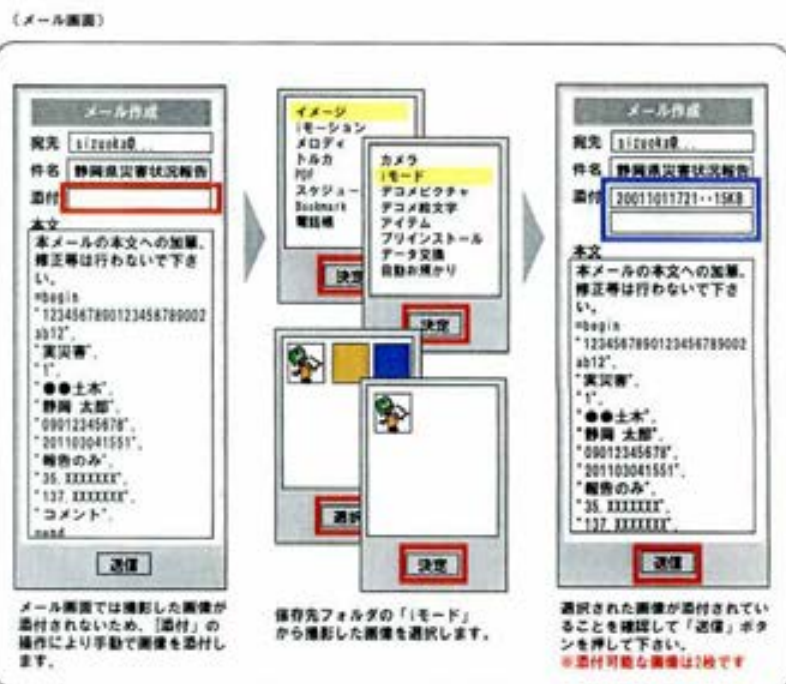 (メール画面)
メール作成
宛先 sizuoka@...
件名 静岡県災害状況報告
添付
本文
本メールの本文への加筆、
修正等は行わないで下さ
い。
=begin
"1234567890123456789002
ab12",
"実災害",
"1",
"●●土木",
"静岡 太郎",
"09012345678",
"201103041551",
"報告のみ",
"35.XXXXXXX",
"137.XXXXXXX",
"コメント",
=end
送信
メール画面では撮影した画像が
添付されないため、[添付]の
操作により手動で画像を添付し
ます。
イメージ
iモーション
メロディ
トルカ
PDF
スケジュー
Bookmark
電話帳
決定
カメラ
iモード
デコメピクチャ
デコメ絵文字
アイテム
プリインストール
データ交換
自動お預かり
決定
選択
決定
保存先フォルダの「iモード」
から撮影した画像を選択します。
メール作成
宛先 sizuoka@...
件名 静岡県災害状況報告
添付 20011011721・・15KB
本文
本メールの本文への加筆、
修正等は行わないで下さ
い。
=begin
"1234567890123456789002
ab12",
"実災害",
"1",
"●●土木",
"静岡 太郎",
"09012345678",
"201103041551",
"報告のみ",
"35.XXXXXXX",
"137.XXXXXXX",
送信
選択された画像が添付されてい
ることを確認して「送信」ボタ
ンを押して下さい。
※添付可能な画像は2枚です